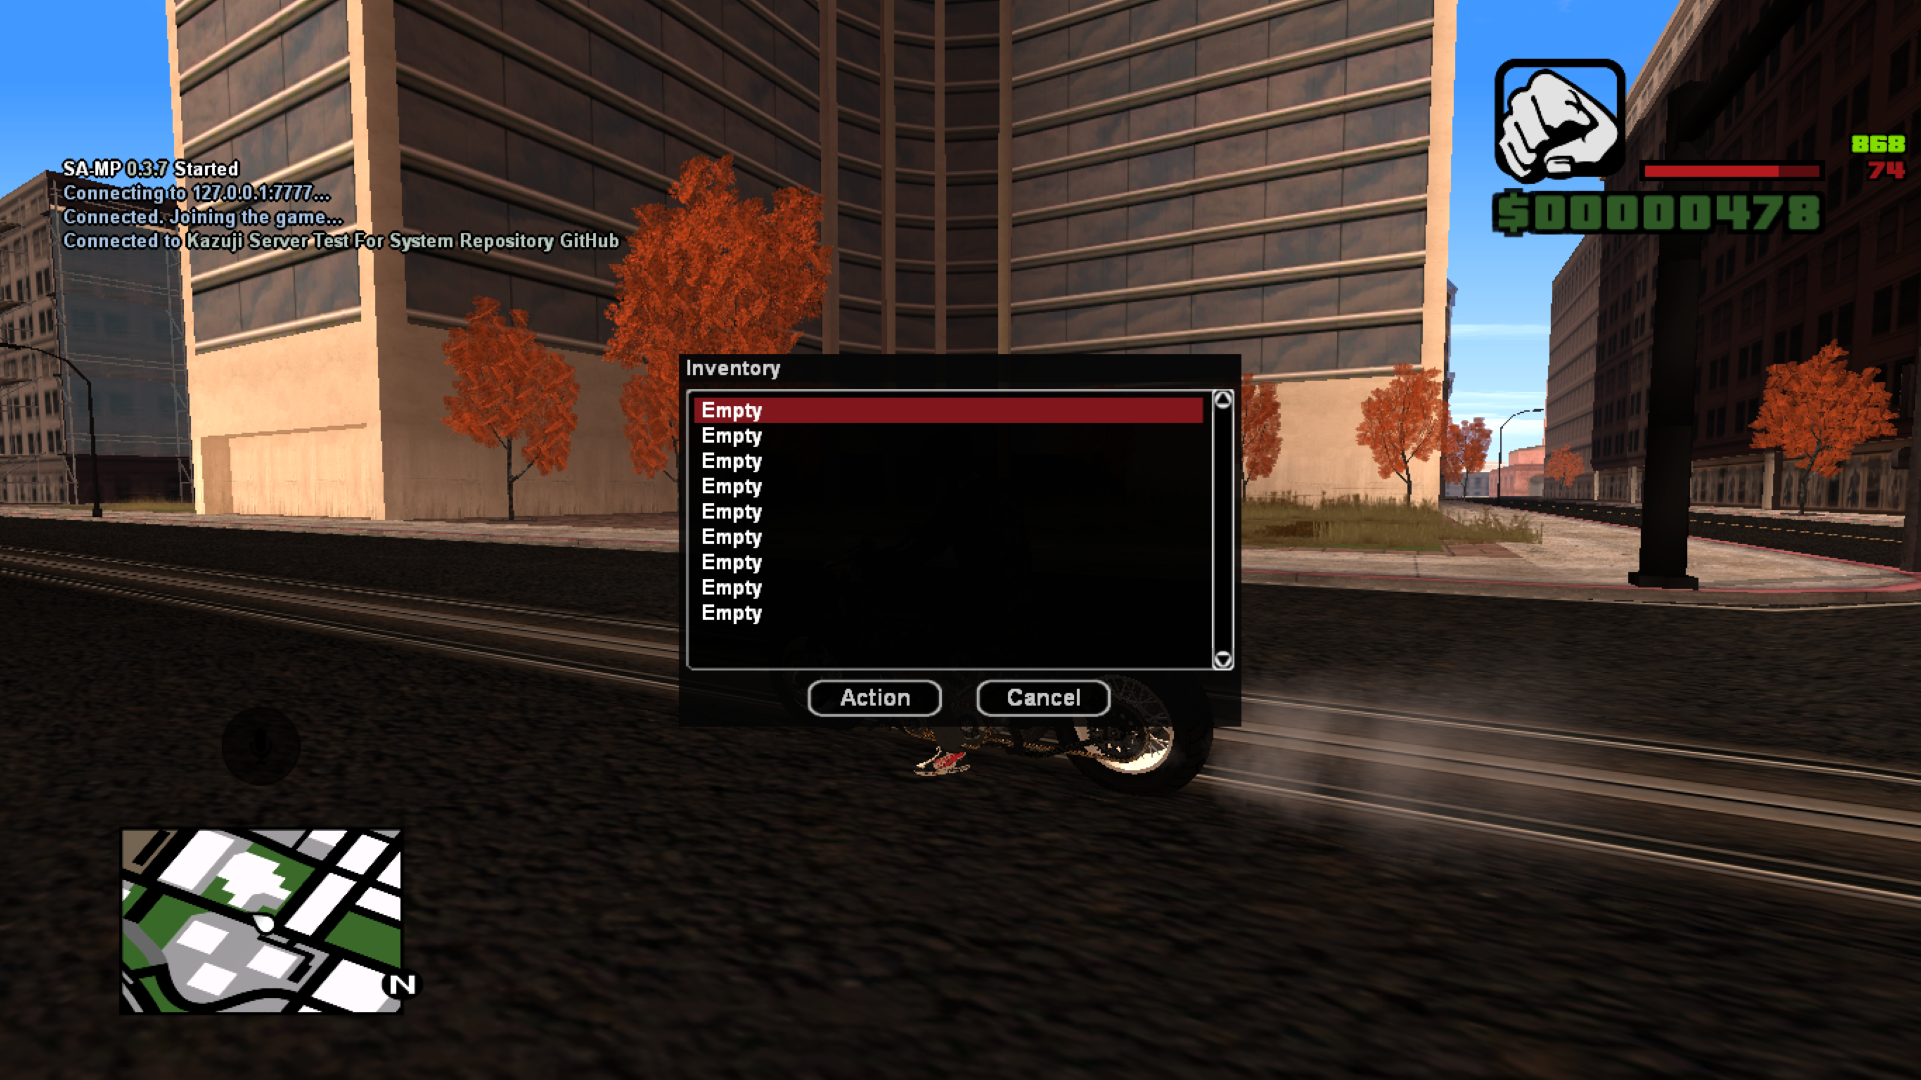 SA-MP 0.3.7 Started
Connecting to 127.0.0.1:7777...
Connected. Joining the game...
Connected to Kazuji Server Test For System Repository GitHub
868
74
$00000478
Inventory
Empty
Empty
Empty
Empty
Empty
Empty
Empty
Empty
Empty
Action
Cancel
N